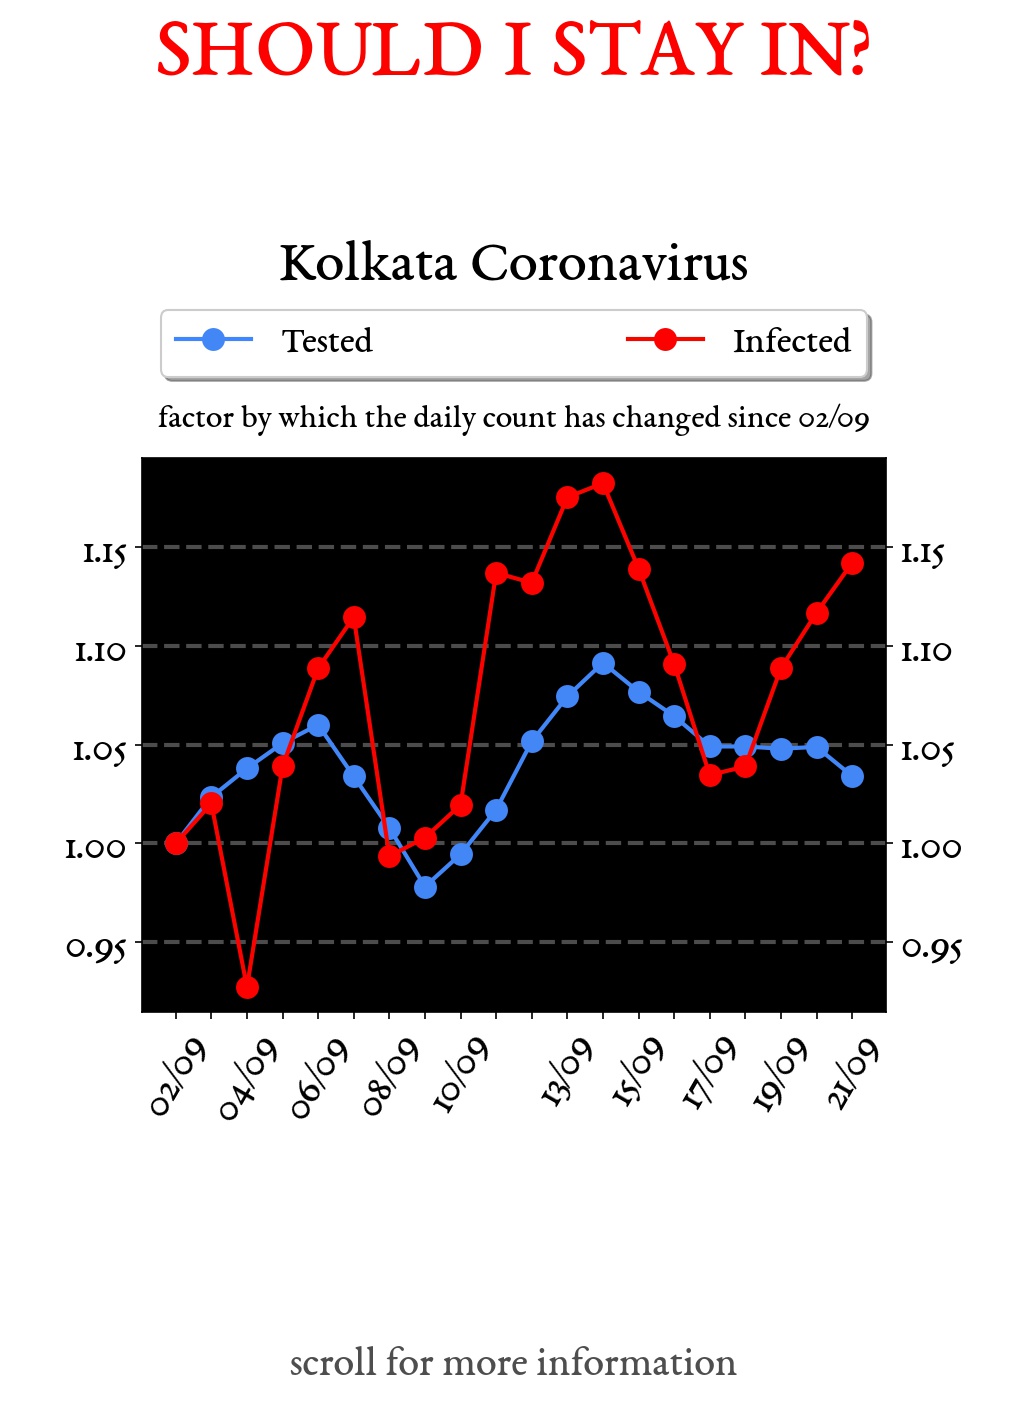 SHOULD I STAY IN?
Kolkata Coronavirus
Tested Infected
factor by which the daily count has changed since 02/09
1.15 1.15
1.10 1.10
1.05 1.05
1.00 1.00
0.95 0.95
02/09 04/09 06/09 08/09 10/09 13/09 15/09 17/09 19/09 21/09
scroll for more information